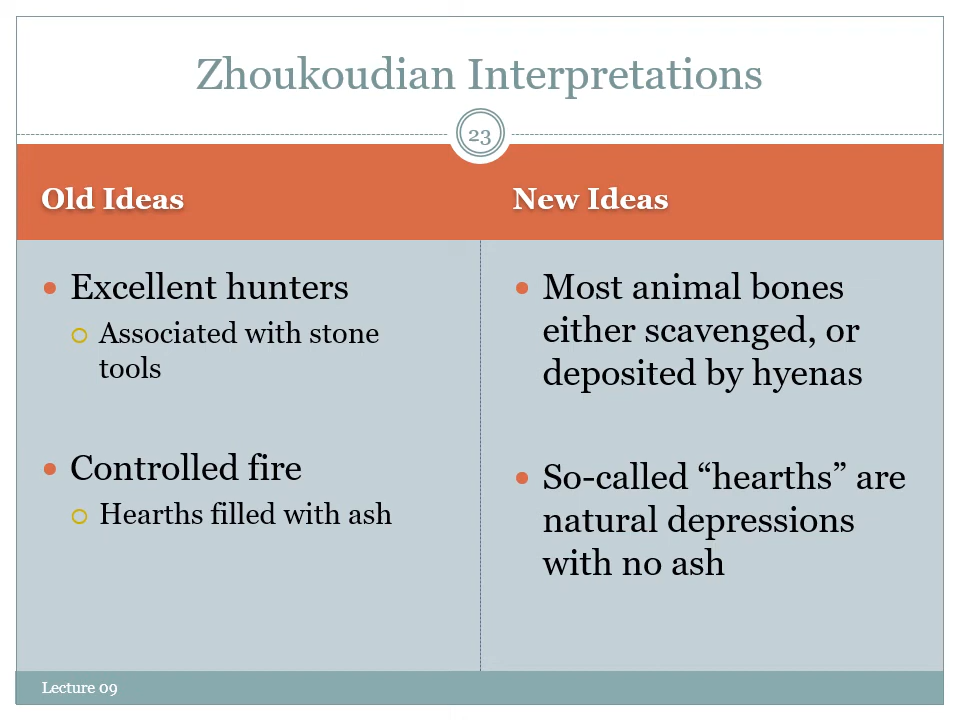 Zhoukoudian Interpretations
23
Old Ideas
New Ideas
Excellent hunters
Associated with stone
tools
Controlled fire
Hearths filled with ash
Most animal bones
either scavenged, or
deposited by hyenas
So-called “hearths” are
natural depressions
with no ash
Lecture 09